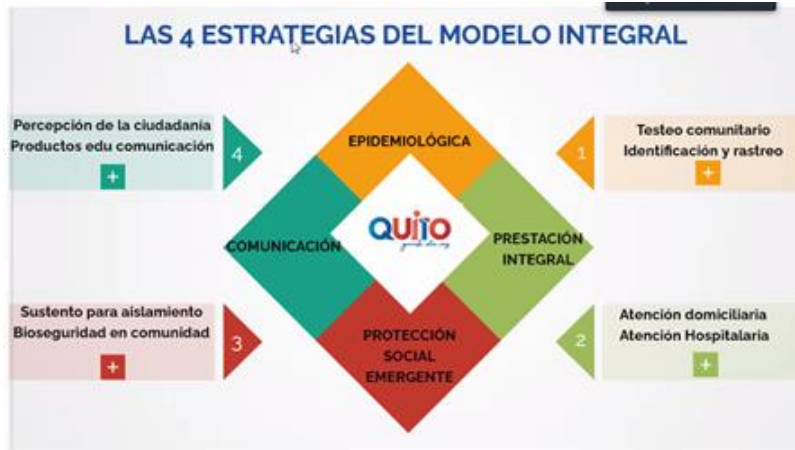 LAS 4 ESTRATEGIAS DEL MODELO INTEGRAL
Percepción de la ciudadanía
Productos edu comunicación
+
4
EPIDEMIOLÓGICA
1
Testeo comunitario
Identificación y rastreo
+
COMUNICACIÓN
QUITO
PRESTACIÓN
INTEGRAL
Sustento para aislamiento
Bioseguridad en comunidad
+
3
PROTECCIÓN
SOCIAL
EMERGENTE
2
Atención domiciliaria
Atención Hospitalaria
+